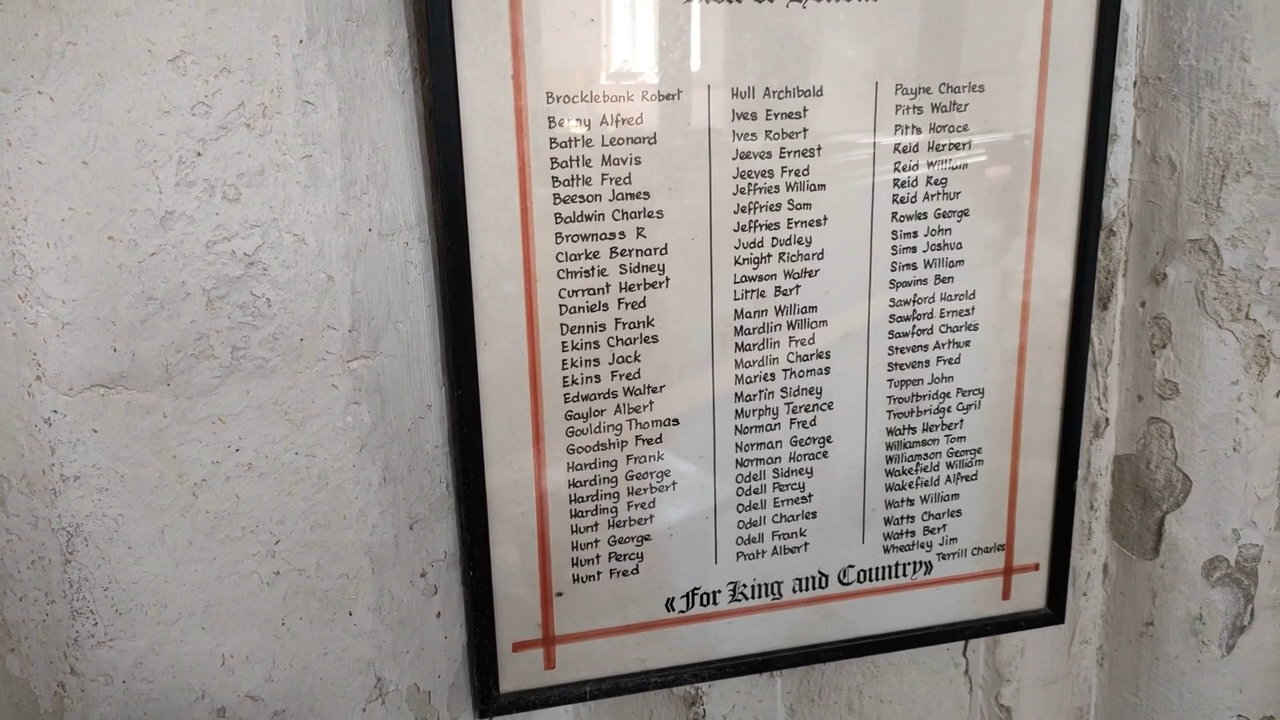 Brocklebank Robert
Berry Alfred
Battle Leonard
Battle Mavis
Battle Fred
Beeson James
Baldwin Charles
Brownass R
Clarke Bernard
Christie Sidney
Currant Herbert
Daniels Fred
Dennis Frank
Ekins Charles
Ekins Jack
Ekins Fred
Edwards Walter
Gaylor Albert
Goulding Thomas
Goodship Fred
Harding Frank
Harding George
Harding Herbert
Harding Fred
Hunt Herbert
Hunt George
Hunt Percy
Hunt Fred
Hull Archibald
Ives Ernest
Ives Robert
Jeeves Ernest
Jeeves Fred
Jeffries William
Jeffries Sam
Jeffries Ernest
Judd Dudley
Knight Richard
Lawson Walter
Little Bert
Mann William
Mardlin William
Mardlin Fred
Mardlin Charles
Maries Thomas
Martin Sidney
Murphy Terence
Norman Fred
Norman George
Norman Horace
Odell Sidney
Odell Percy
Odell Ernest
Odell Charles
Odell Frank
Pratt Albert
Payne Charles
Pitts Walter
Pitts Horace
Reid Herbert
Reid William
Reid Reg
Reid Arthur
Rowles George
Sims John
Sims Joshua
Sims William
Spavins Ben
Sawford Harold
Sawford Ernest
Sawford Charles
Stevens Arthur
Stevens Fred
Tuppen John
Troutbridge Percy
Troutbridge Cyril
Watts Herbert
Williamson Tom
Williamson George
Wakefield William
Wakefield Alfred
Watts William
Watts Charles
Watts Bert
Wheatley Jim
Terrill Charles
«For King and Country»